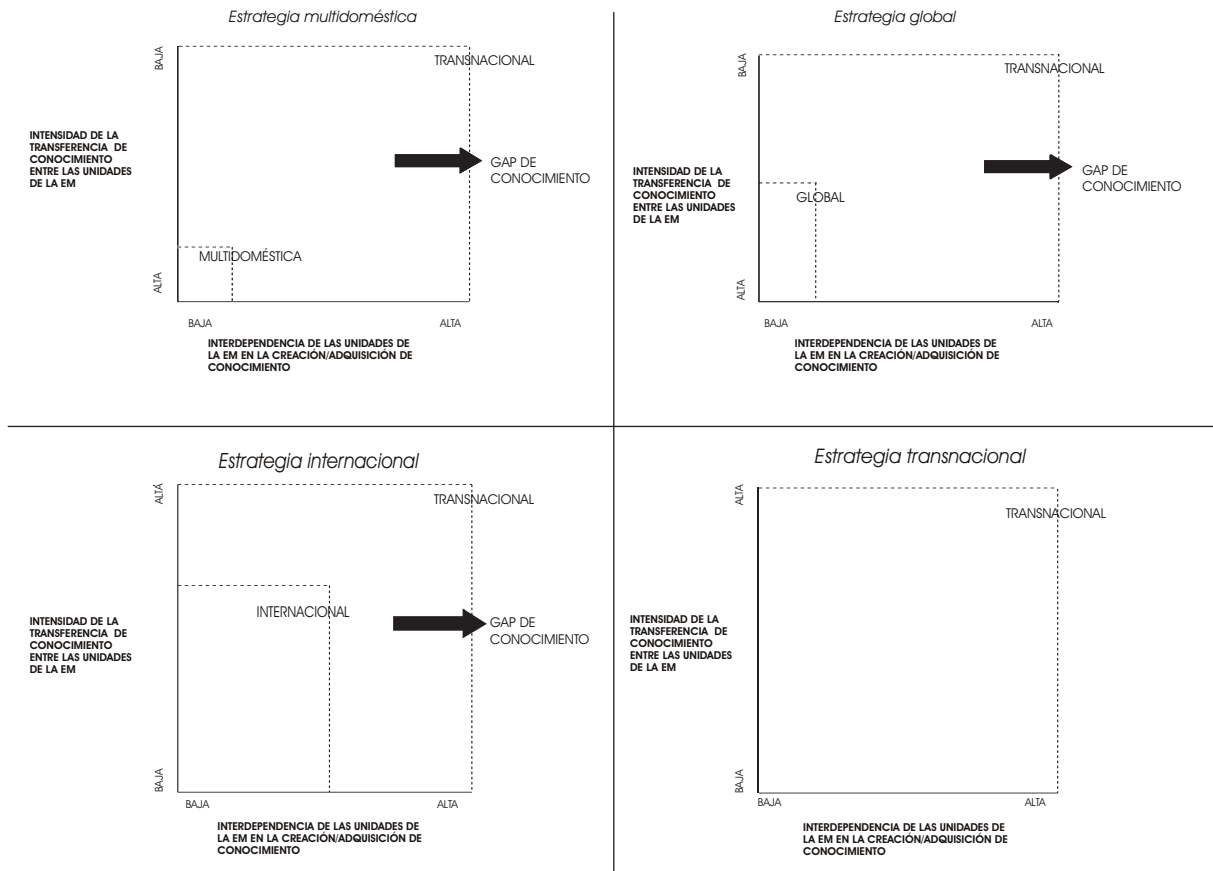 Estrategia multidoméstica
BAJA
TRANSNACIONAL
INTENSIDAD DE LA
TRANSFERENCIA DE
CONOCIMIENTO
ENTRE LAS UNIDADES
DE LA EM
GAP DE
CONOCIMIENTO
MULTIDOMÉSTICA
ALTA
BAJA
ALTA
INTERDEPENDENCIA DE LAS UNIDADES DE
LA EM EN LA CREACIÓN/ADQUISICIÓN DE
CONOCIMIENTO
Estrategia global
BAJA
TRANSNACIONAL
INTENSIDAD DE LA
TRANSFERENCIA DE
CONOCIMIENTO
ENTRE LAS UNIDADES
DE LA EM
GAP DE
CONOCIMIENTO
GLOBAL
ALTA
BAJA
ALTA
INTERDEPENDENCIA DE LAS UNIDADES DE
LA EM EN LA CREACIÓN/ADQUISICIÓN DE
CONOCIMIENTO
Estrategia internacional
ALTA
TRANSNACIONAL
INTERNACIONAL
INTENSIDAD DE LA
TRANSFERENCIA DE
CONOCIMIENTO
ENTRE LAS UNIDADES
DE LA EM
GAP DE
CONOCIMIENTO
BAJA
BAJA
ALTA
INTERDEPENDENCIA DE LAS UNIDADES DE
LA EM EN LA CREACIÓN/ADQUISICIÓN DE
CONOCIMIENTO
Estrategia transnacional
ALTA
TRANSNACIONAL
INTENSIDAD DE LA
TRANSFERENCIA DE
CONOCIMIENTO
ENTRE LAS UNIDADES
DE LA EM
BAJA
BAJA
ALTA
INTERDEPENDENCIA DE LAS UNIDADES DE
LA EM EN LA CREACIÓN/ADQUISICIÓN DE
CONOCIMIENTO